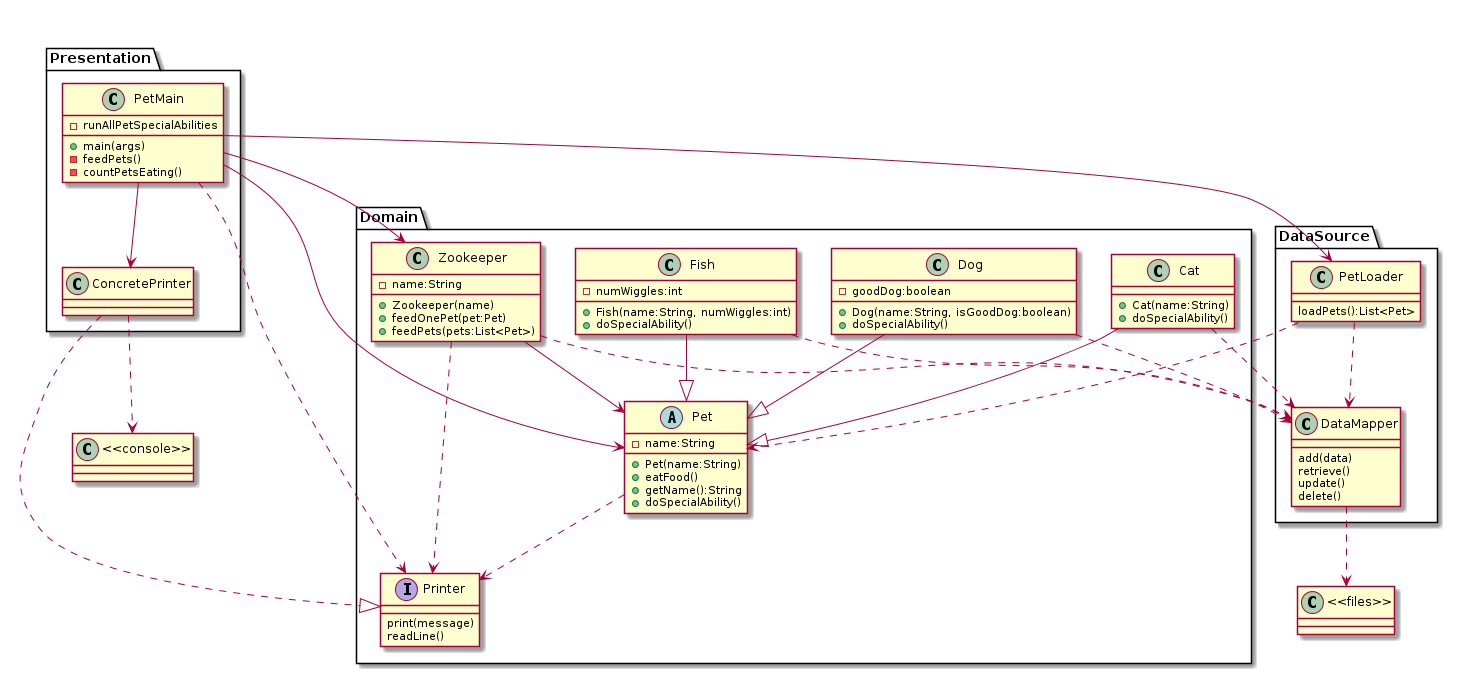 Presentation
C PetMain
runAllPetSpecialAbilities
main(args)
feedPets()
countPetsEating()
C ConcretePrinter
C <<console>>
Domain
C Zookeeper
name:String
Zookeeper(name)
feedOnePet(pet:Pet)
feedPets(pets:List<Pet>)
C Fish
numWiggles:int
Fish(name:String, numWiggles:int)
doSpecialAbility()
C Dog
goodDog:boolean
Dog(name:String, isGoodDog:boolean)
doSpecialAbility()
C Cat
Cat(name:String)
doSpecialAbility()
A Pet
name:String
Pet(name:String)
eatFood()
getName():String
doSpecialAbility()
I Printer
print(message)
readLine()
DataSource
C PetLoader
loadPets():List<Pet>
C DataMapper
add(data)
retrieve()
update()
delete()
C <<files>>